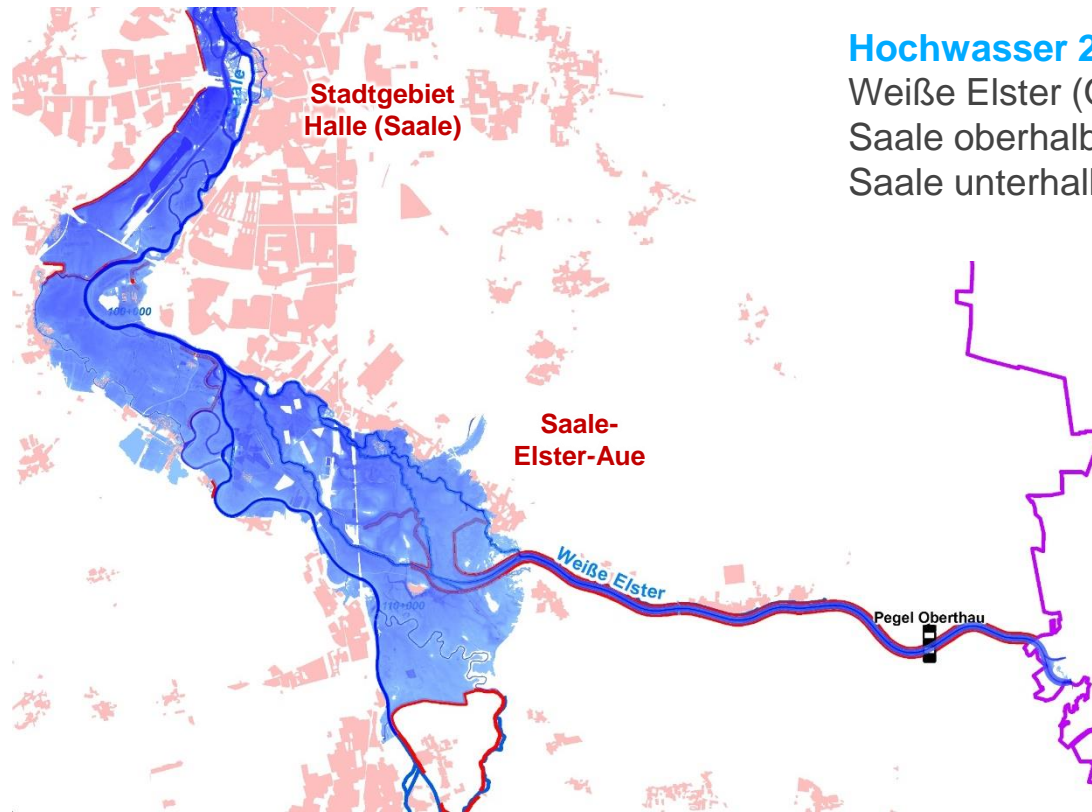 Hochwasser 2
Weiße Elster (
Saale oberhalb
Saale unterhalb
Stadtgebiet
Halle (Saale)
100+000
Saale-
Elster-Aue
Weiße Elster
110+000
Pegel Oberthau